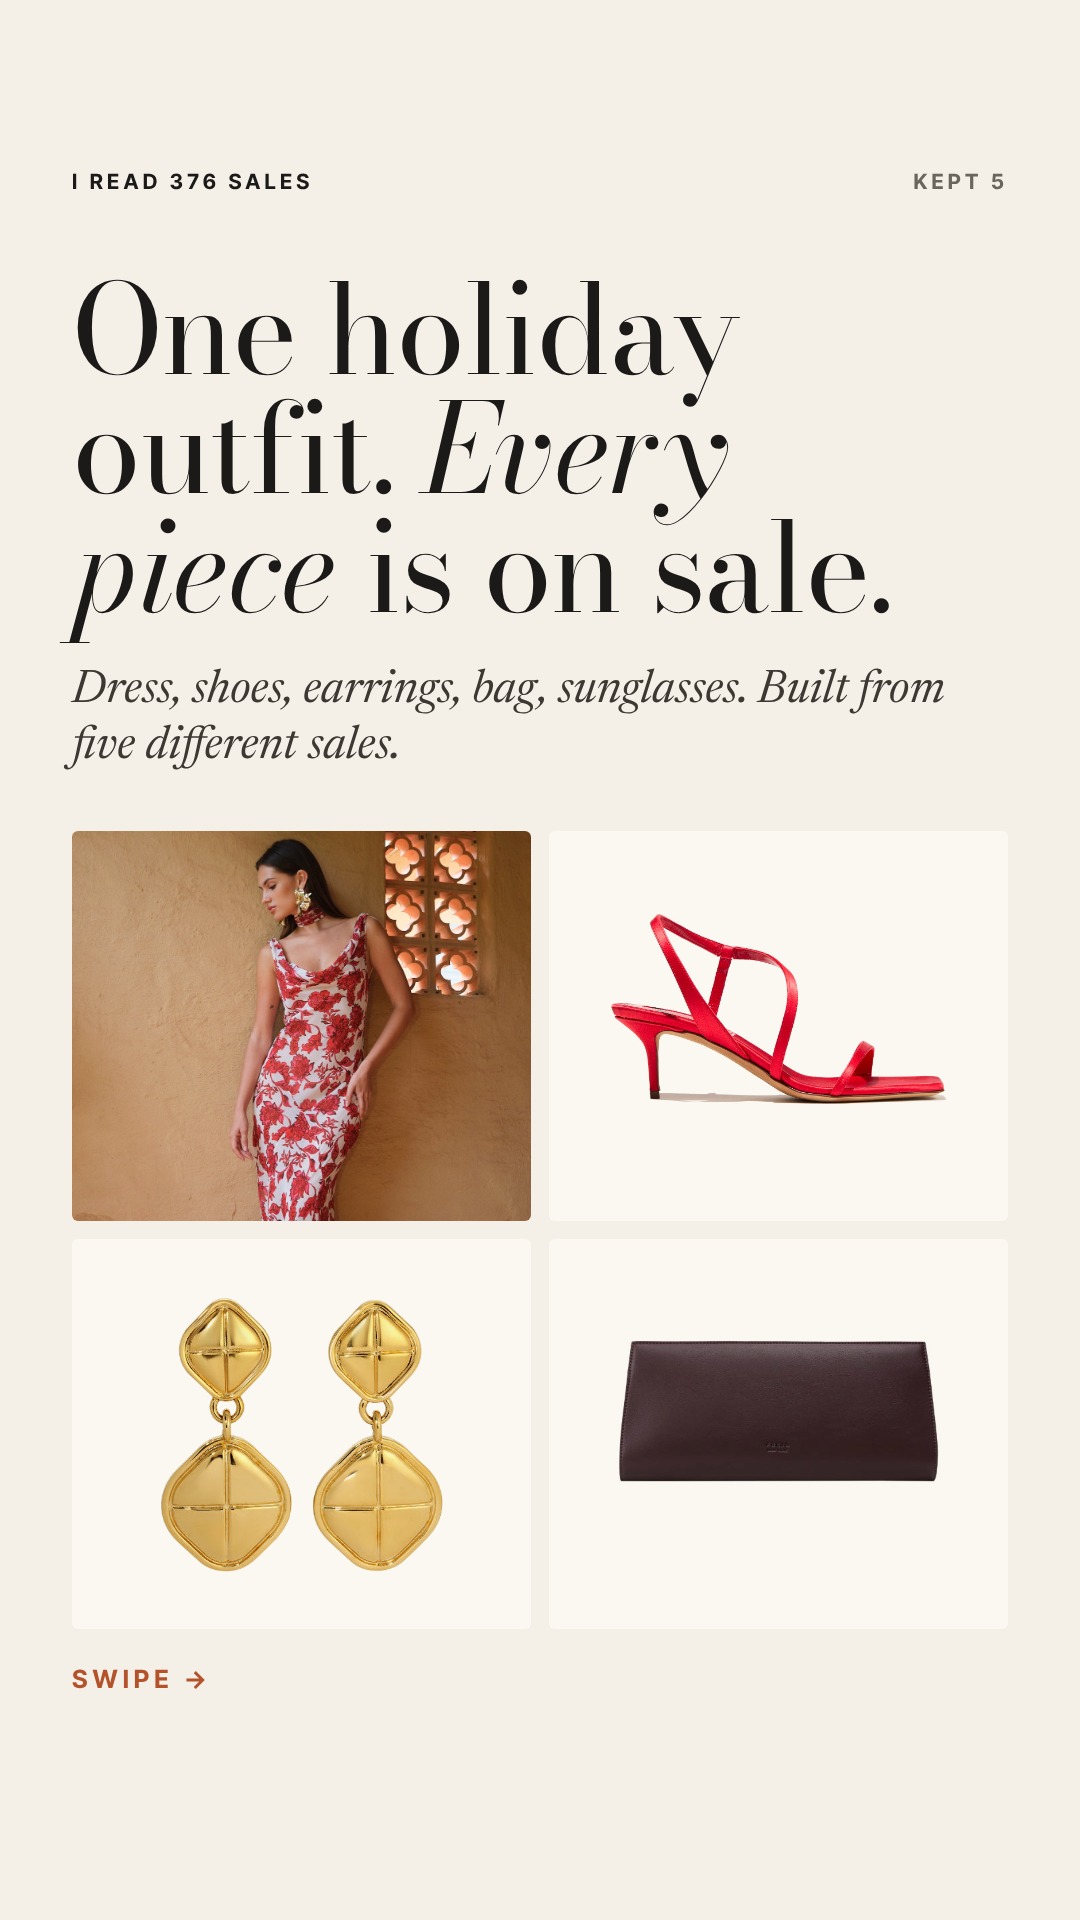 I READ 376 SALES
KEPT 5
One holiday
outfit. Every
piece is on sale.
Dress, shoes, earrings, bag, sunglasses. Built from
five different sales.
SWIPE →